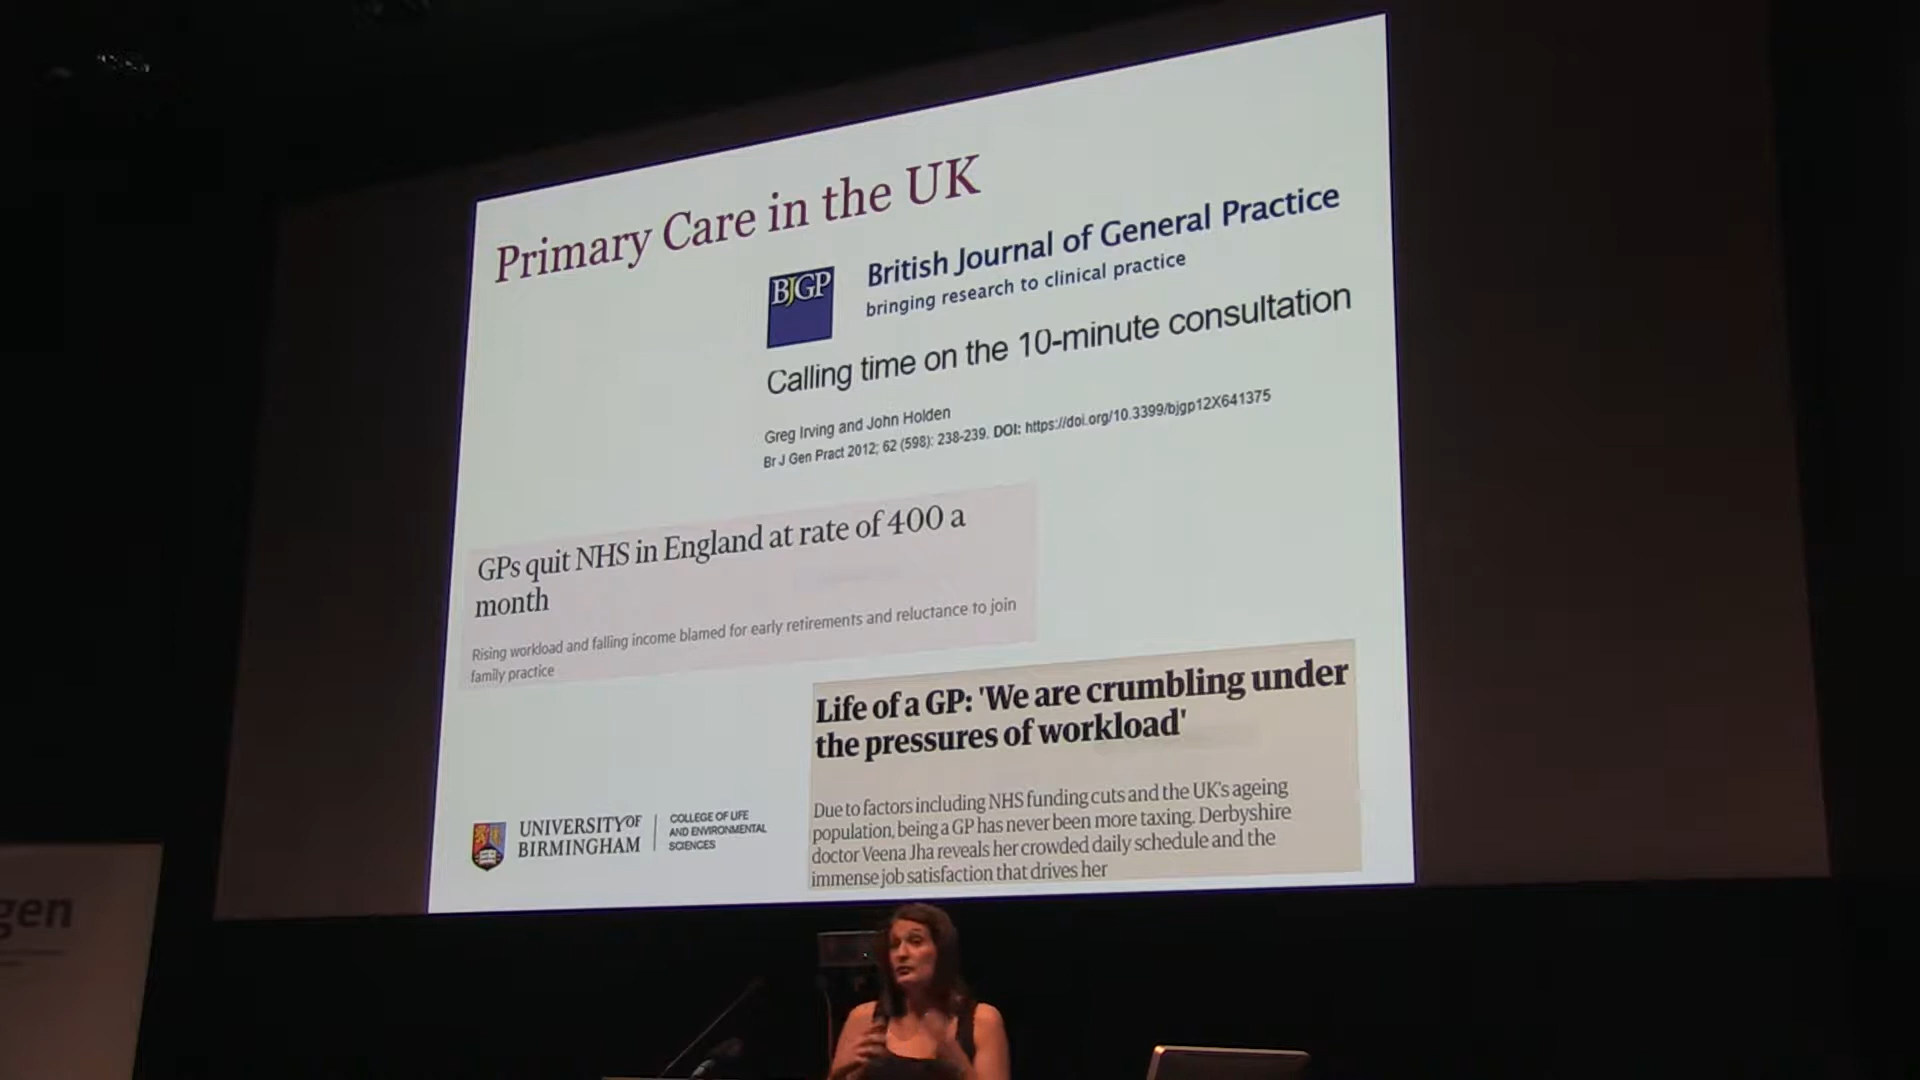 Primary Care in the UK
BJGP
British Journal of General Practice
bringing research to clinical practice
Calling time on the 10-minute consultation
Greg Irving and John Holden
Br J Gen Pract 2012; 62 (598): 238-239. DOI: https://doi.org/10.3399/bjgp12X641375
GPs quit NHS in England at rate of 400 a
month
Rising workload and falling income blamed for early retirements and reluctance to join
family practice
Life of a GP: 'We are crumbling under
the pressures of workload'
Due to factors including NHS funding cuts and the UK's ageing
population, being a GP has never been more taxing. Derbyshire
doctor Veena Jha reveals her crowded daily schedule and the
immense job satisfaction that drives her
UNIVERSITY OF
BIRMINGHAM
COLLEGE OF LIFE
AND ENVIRONMENTAL
SCIENCES
gen